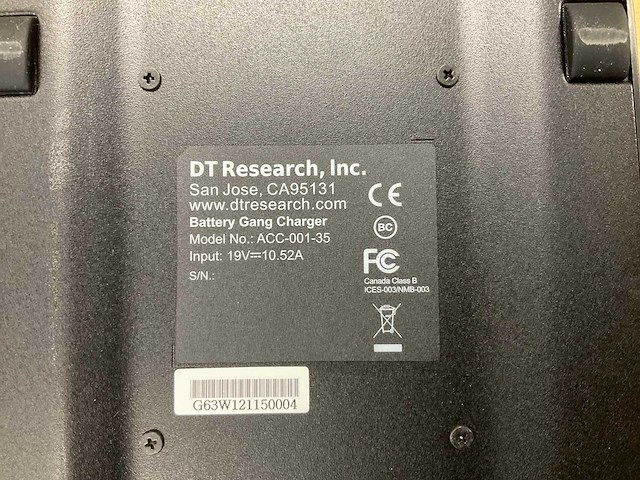 DT Research, Inc.
San Jose, CA95131
www.dtresearch.com
Battery Gang Charger
Model No.: ACC-001-35
Input: 19V⎓10.52A
S/N.:
CE
BC
FC
Canada Class B
ICES-003/NMB-003
G63W121150004